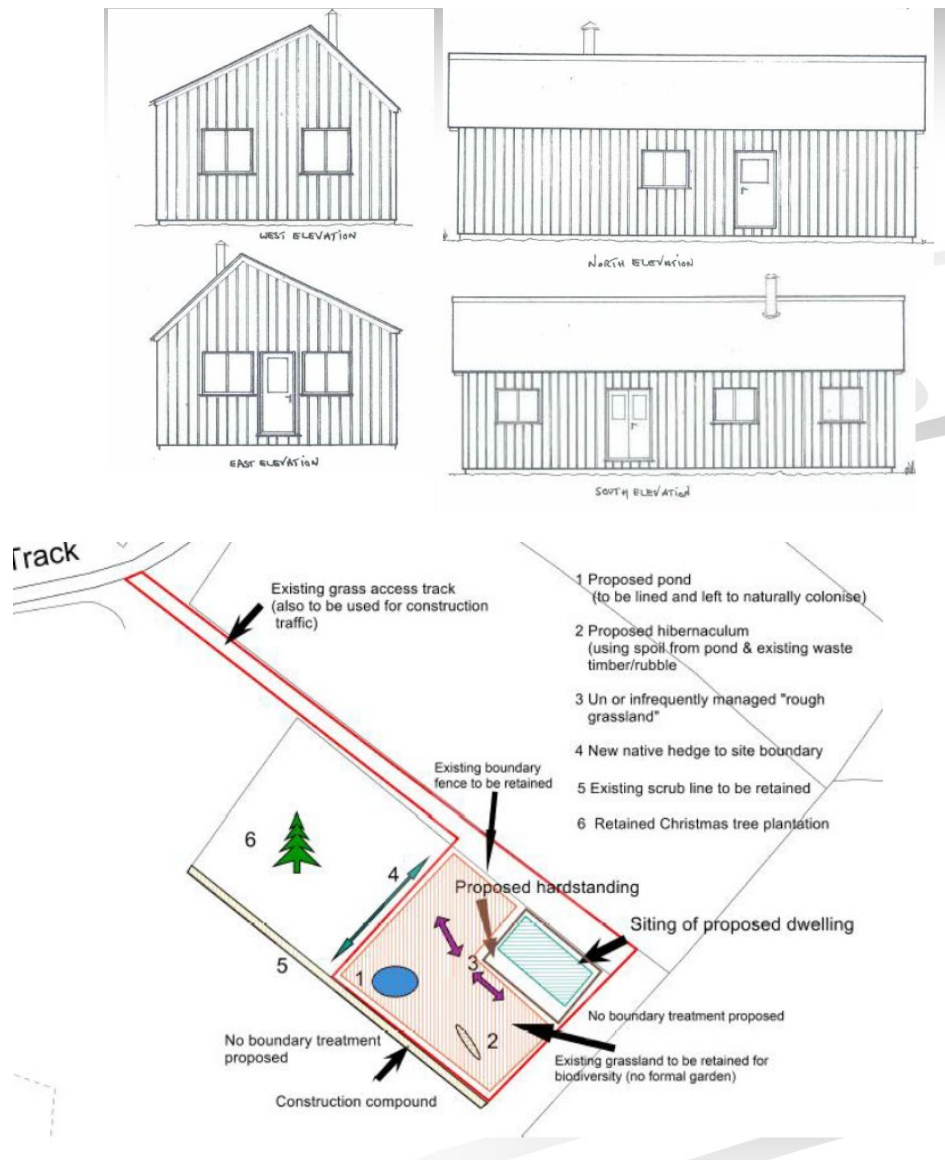 WEST ELEVATION
NORTH ELEVATION
EAST ELEVATION
SOUTH ELEVATION
Track
Existing grass access track
(also to be used for construction
traffic)
1 Proposed pond
(to be lined and left to naturally colonise)
2 Proposed hibernaculum
(using spoil from pond & existing waste
timber/rubble
3 Un or infrequently managed "rough
grassland"
4 New native hedge to site boundary
5 Existing scrub line to be retained
6 Retained Christmas tree plantation
Existing boundary
fence to be retained
6
4
Proposed hardstanding
Siting of proposed dwelling
5
3
1
2
No boundary treatment proposed
No boundary treatment
proposed
Existing grassland to be retained for
biodiversity (no formal garden)
Construction compound